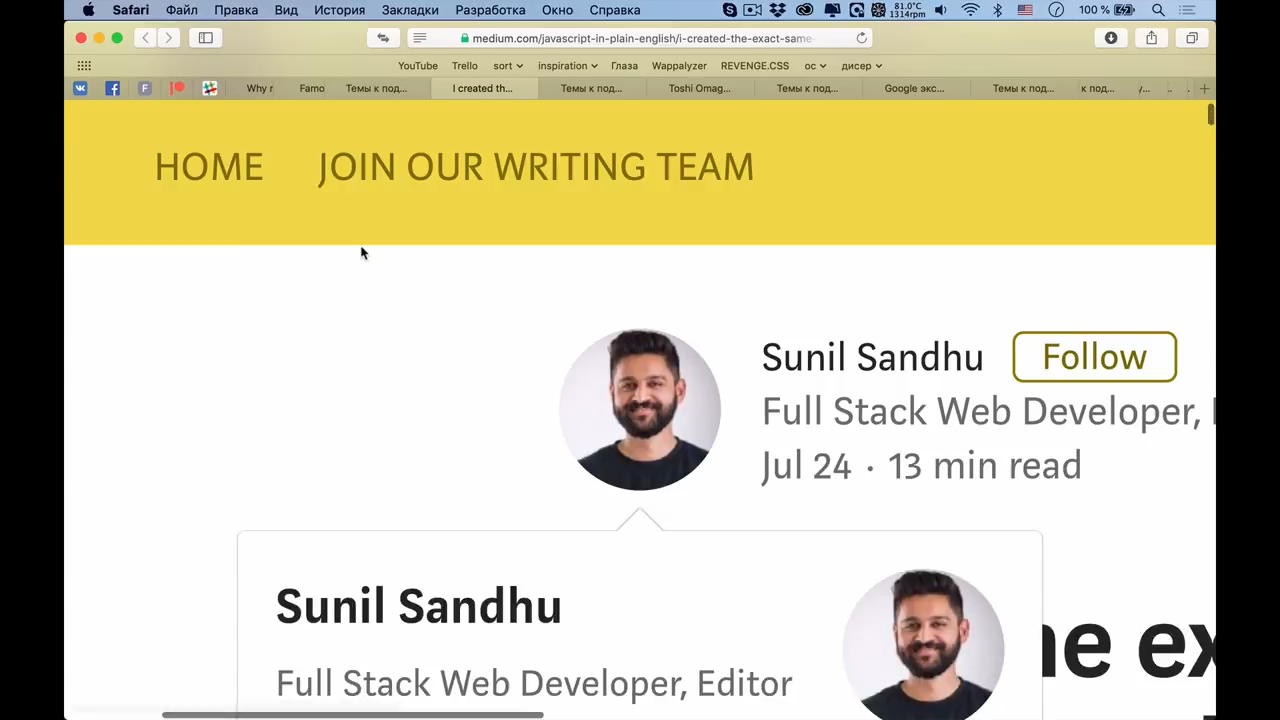 Safari Файл Правка Вид История Закладки Разработка Окно Справка 81.0°C 1314rpm 100 %
medium.com/javascript-in-plain-english/i-created-the-exact-same-
YouTube Trello sort inspiration Глаза Wappalyzer REVENGE.CSS ос дисер
F Why r Famo Темы к под... I created th... Темы к под... Toshi Omag... Темы к под... Google экс... Темы к под... к под... /... .. .
HOME JOIN OUR WRITING TEAM
Sunil Sandhu Follow
Full Stack Web Developer,
Jul 24 · 13 min read
Sunil Sandhu
ne ex
Full Stack Web Developer, Editor